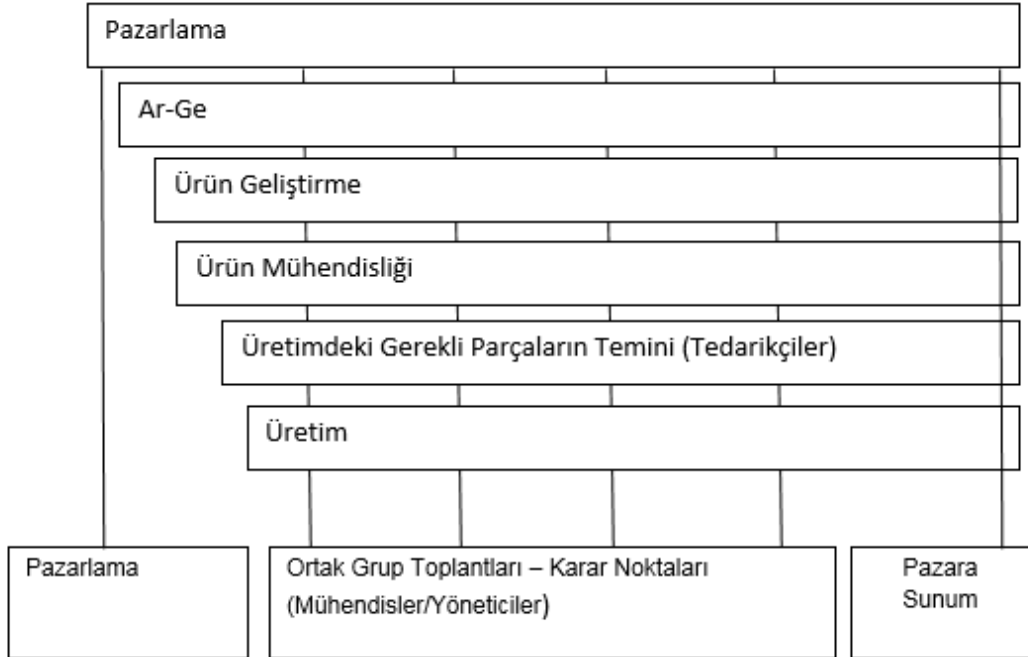 Pazarlama
Ar-Ge
Ürün Geliştirme
Ürün Mühendisliği
Üretimdeki Gerekli Parçaların Temini (Tedarikçiler)
Üretim
Pazarlama
Ortak Grup Toplantları – Karar Noktaları
(Mühendisler/Yöneticiler)
Pazara
Sunum